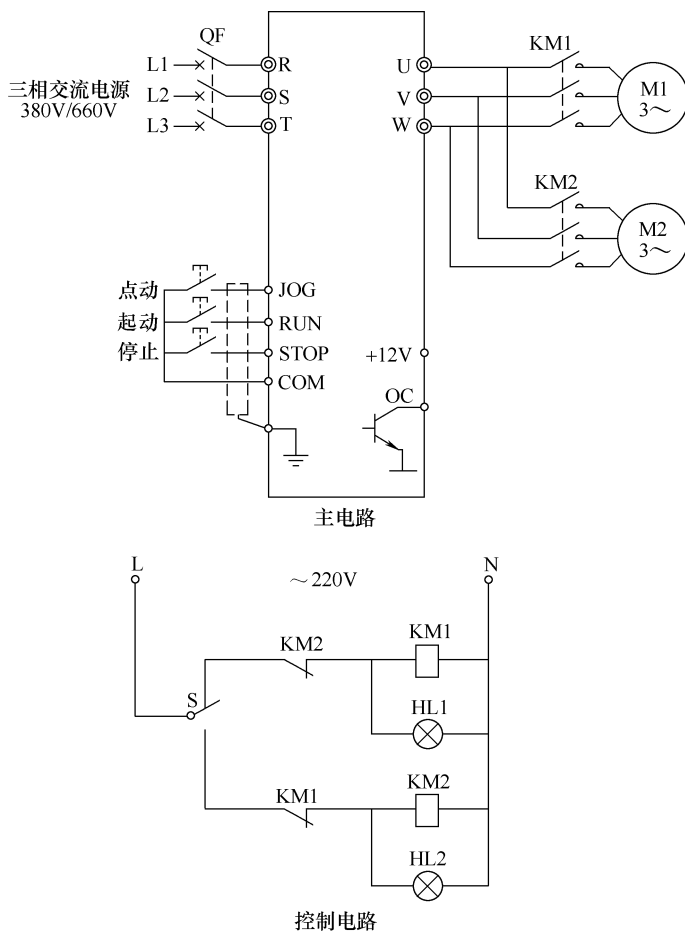 QF
L1
R
三相交流电源
380V/660V
L2
S
L3
T
U
V
W
KM1
M1
3～
KM2
M2
3～
点动
JOG
起动
RUN
停止
STOP
COM
+12V
OC
主电路
L
～220V
N
S
KM2
KM1
HL1
KM1
KM2
HL2
控制电路